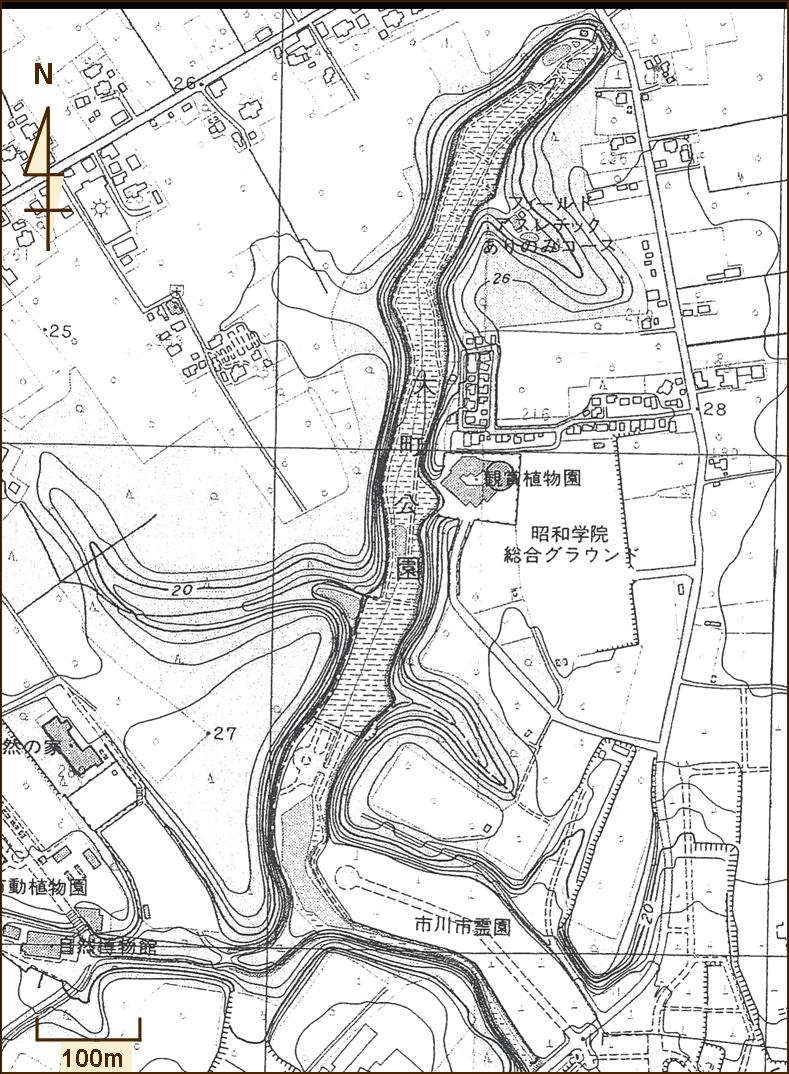 N
26
フィールド
アスレチック
ありのみコース
26
25
大
町
公
園
216
28
観賞植物園
昭和学院
総合グラウンド
20
27
然の家
動植物園
自然博物館
市川市霊園
20
100m